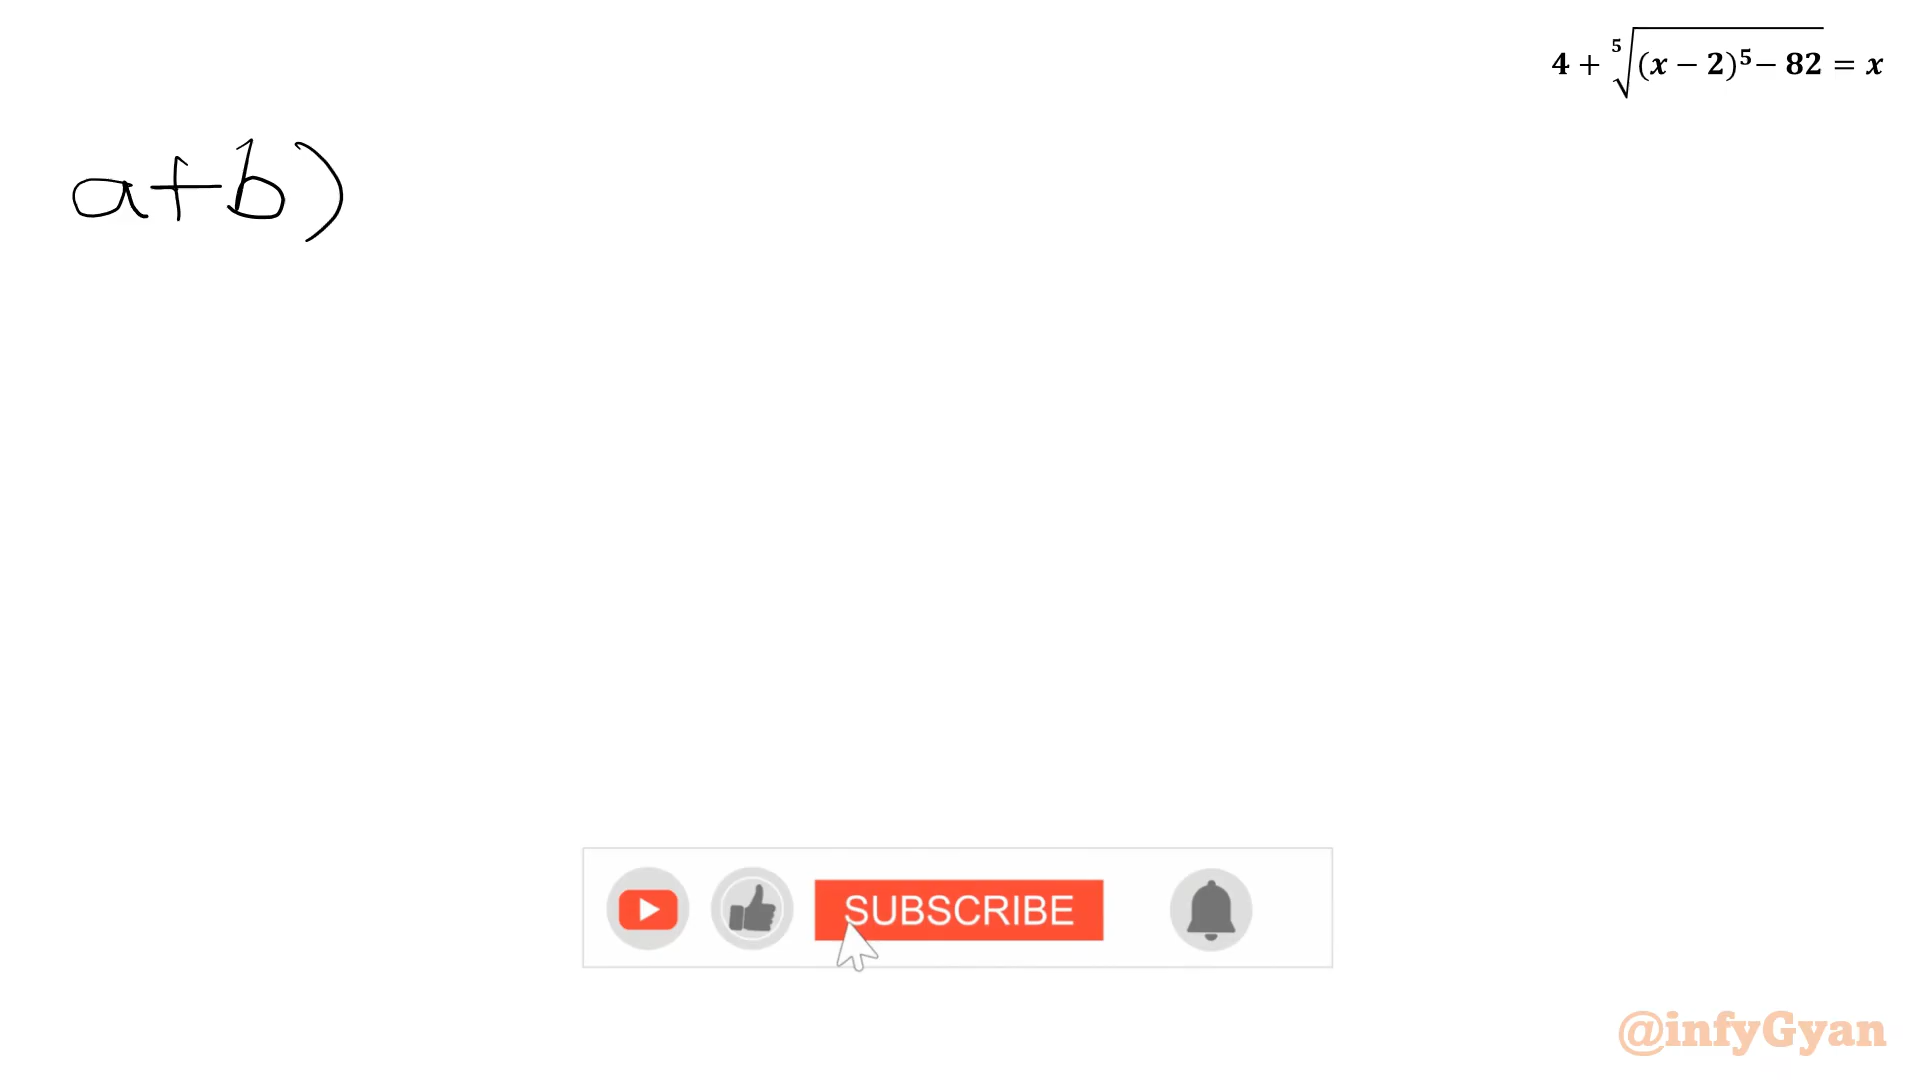 4 + ⁵√((x − 2)⁵ − 82) = x
a+b)
SUBSCRIBE
@infyGyan